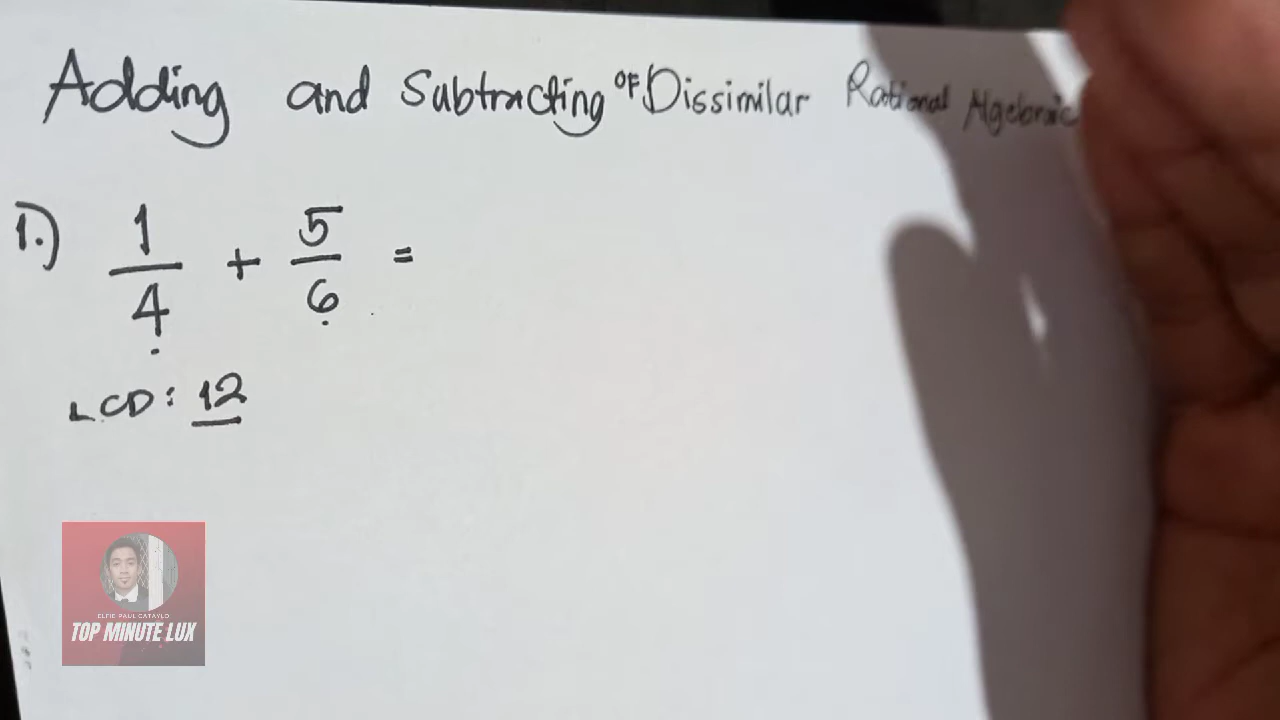 Adding and Subtracting OF Dissimilar Rational Algebraic
1.) 1/4 + 5/6 =
LCD: 12
ELFIE PAUL CATAYLO
TOP MINUTE LUX